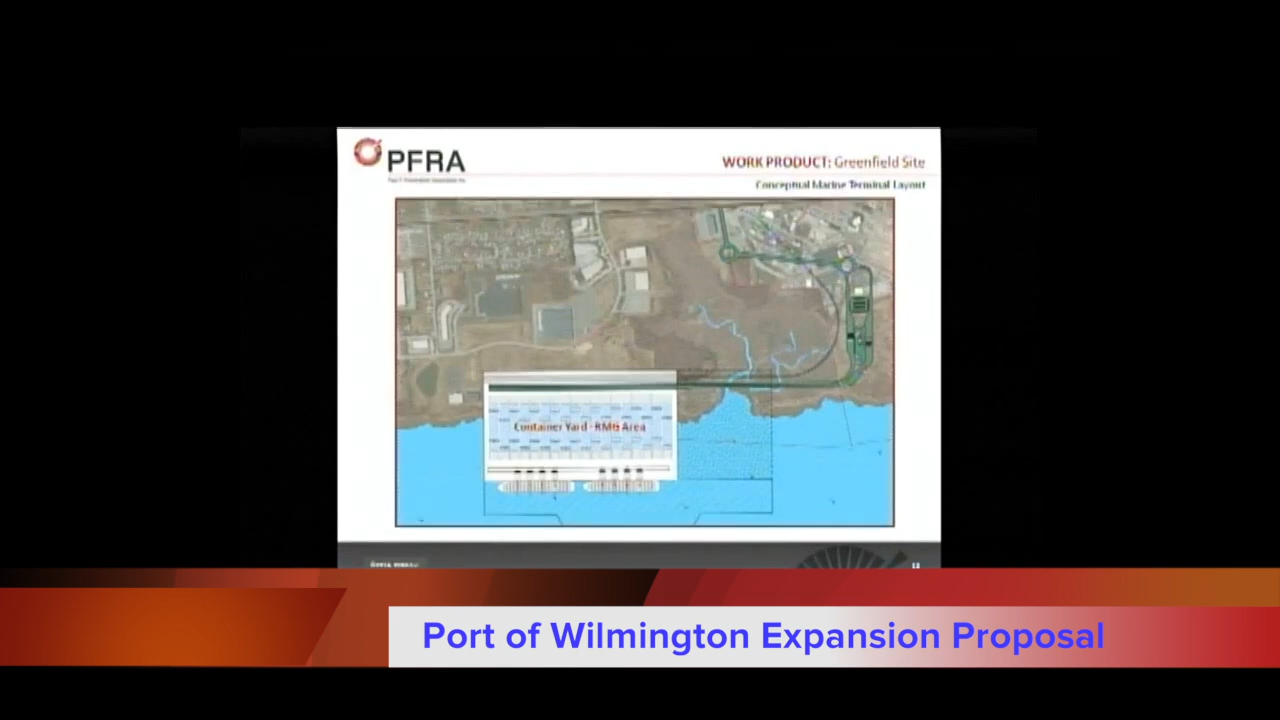 PFRA
WORK PRODUCT: Greenfield Site
Conceptual Marine Terminal Layout
Container Yard - RMG Area
Port of Wilmington Expansion Proposal